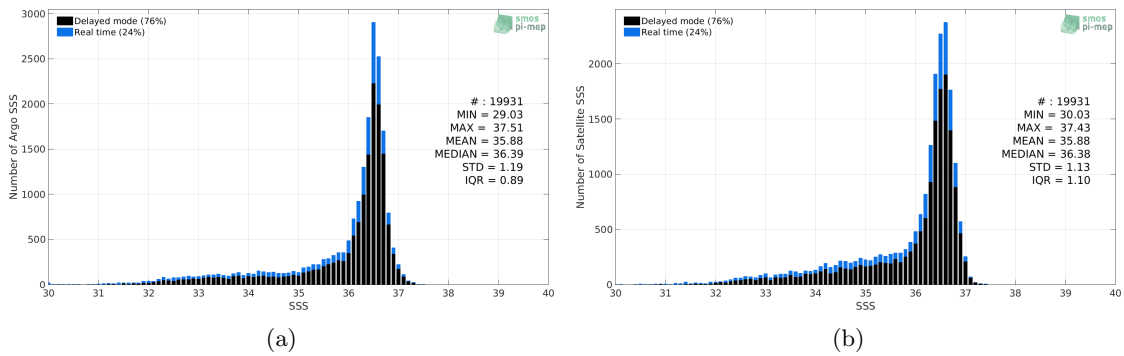 Delayed mode (76%)
Real time (24%)
smos
pi-mep
3000
2500
2000
1500
1000
500
0
Number of Argo SSS
# : 19931
MIN = 29.03
MAX = 37.51
MEAN = 35.88
MEDIAN = 36.39
STD = 1.19
IQR = 0.89
30 31 32 33 34 35 36 37 38 39 40
SSS
(a)
Delayed mode (76%)
Real time (24%)
smos
pi-mep
2000
1500
1000
500
0
Number of Satellite SSS
# : 19931
MIN = 30.03
MAX = 37.43
MEAN = 35.88
MEDIAN = 36.38
STD = 1.13
IQR = 1.10
30 31 32 33 34 35 36 37 38 39 40
SSS
(b)